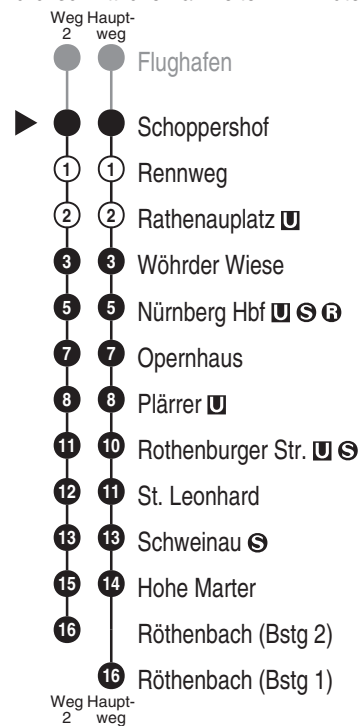 Weg Haupt-
2 weg
Flughafen
Schoppershof
1 1 Rennweg
2 2 Rathenauplatz U
3 3 Wöhrder Wiese
5 5 Nürnberg Hbf U S R
7 7 Opernhaus
8 8 Plärrer U
11 10 Rothenburger Str. U S
12 11 St. Leonhard
13 13 Schweinau S
15 14 Hohe Marter
16 Röthenbach (Bstg 2)
16 Röthenbach (Bstg 1)
Weg Haupt-
2 weg